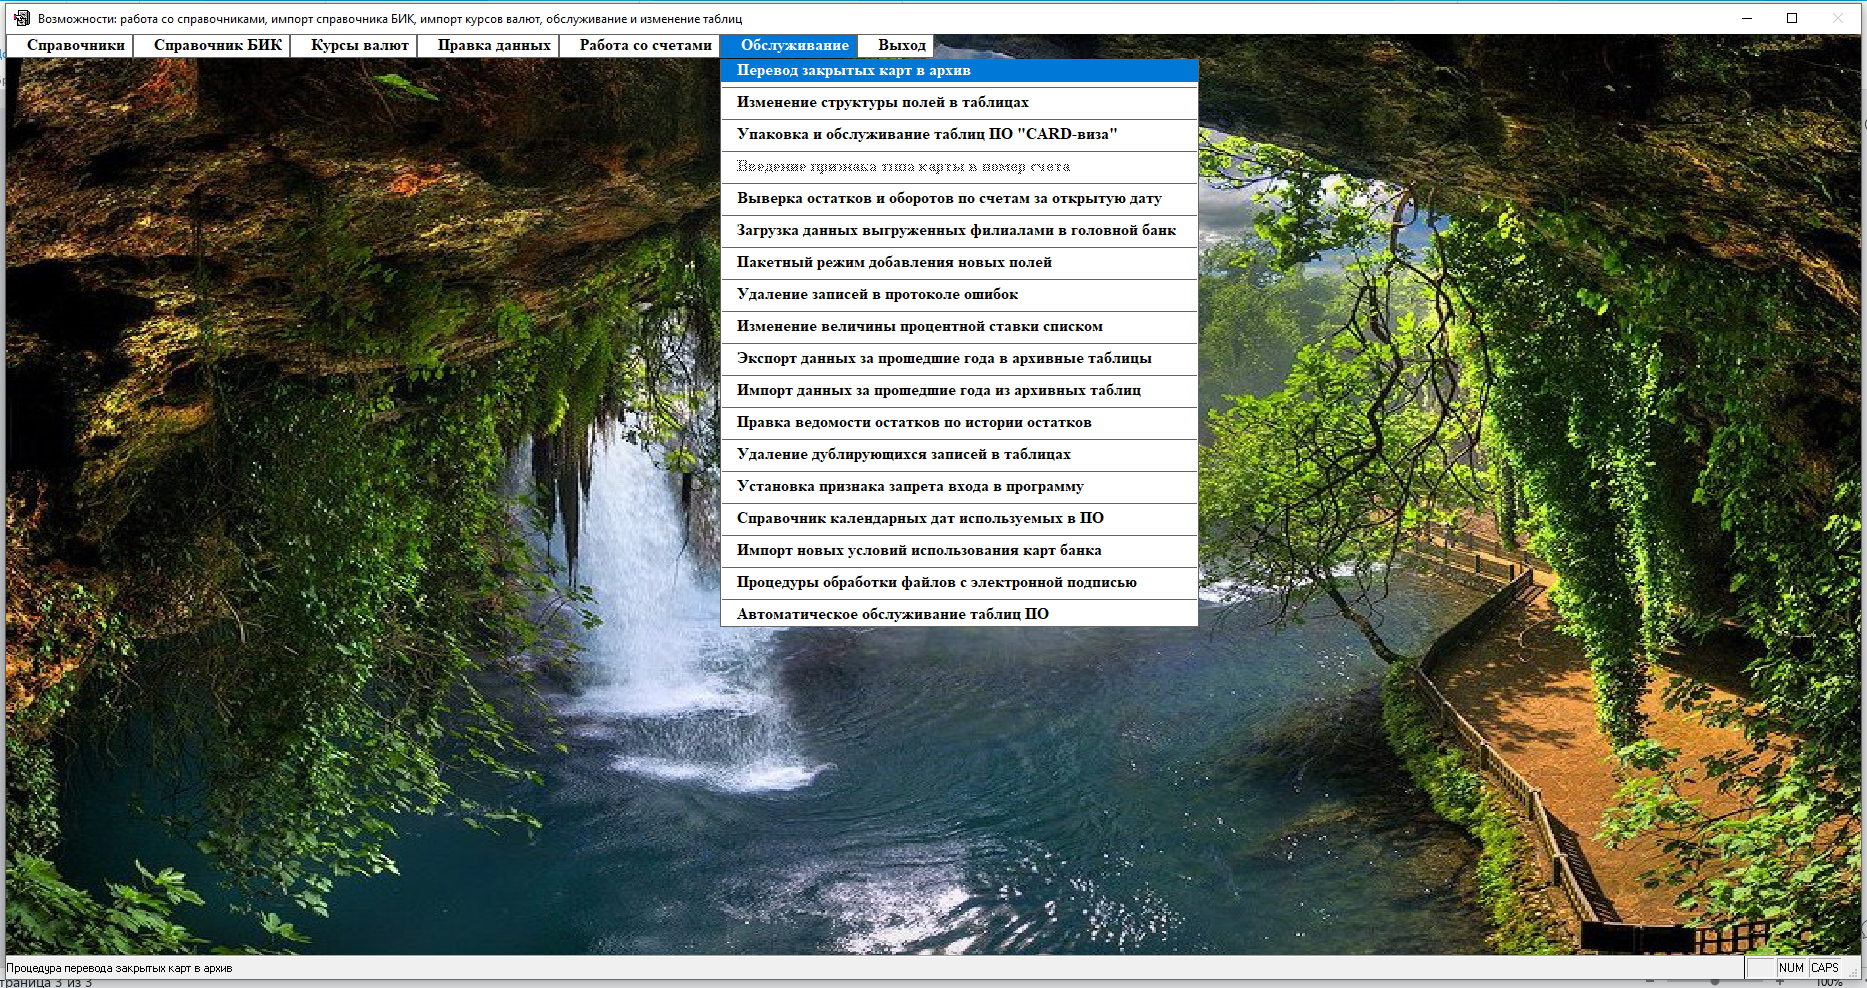 Возможности: работа со справочниками, импорт справочника БИК, импорт курсов валют, обслуживание и изменение таблиц
Справочники Справочник БИК Курсы валют Правка данных Работа со счетами Обслуживание Выход
Перевод закрытых карт в архив
Изменение структуры полей в таблицах
Упаковка и обслуживание таблиц ПО "CARD-виза"
Введение признака типа карты в номер счета
Выверка остатков и оборотов по счетам за открытую дату
Загрузка данных выгруженных филиалами в головной банк
Пакетный режим добавления новых полей
Удаление записей в протоколе ошибок
Изменение величины процентной ставки списком
Экспорт данных за прошедшие года в архивные таблицы
Импорт данных за прошедшие года из архивных таблиц
Правка ведомости остатков по истории остатков
Удаление дублирующихся записей в таблицах
Установка признака запрета входа в программу
Справочник календарных дат используемых в ПО
Импорт новых условий использования карт банка
Процедуры обработки файлов с электронной подписью
Автоматическое обслуживание таблиц ПО
Процедура перевода закрытых карт в архив NUM CAPS
траница 3 из 3 100%